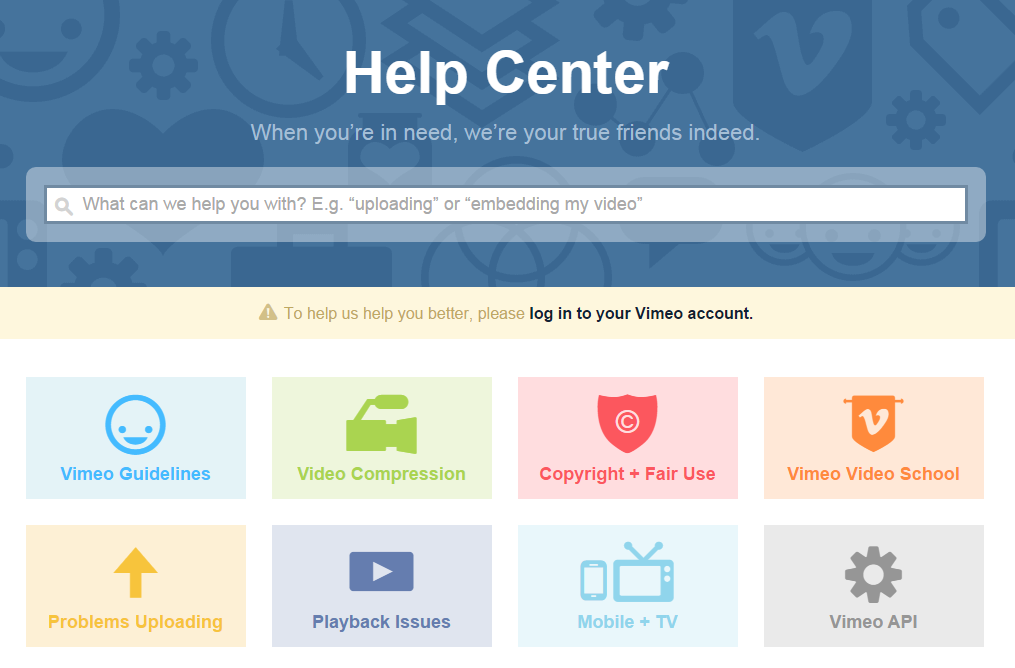 Help Center
When you’re in need, we’re your true friends indeed.
What can we help you with? E.g. “uploading” or “embedding my video”
To help us help you better, please log in to your Vimeo account.
Vimeo Guidelines
Video Compression
©
Copyright + Fair Use
Vimeo Video School
Problems Uploading
Playback Issues
Mobile + TV
Vimeo API